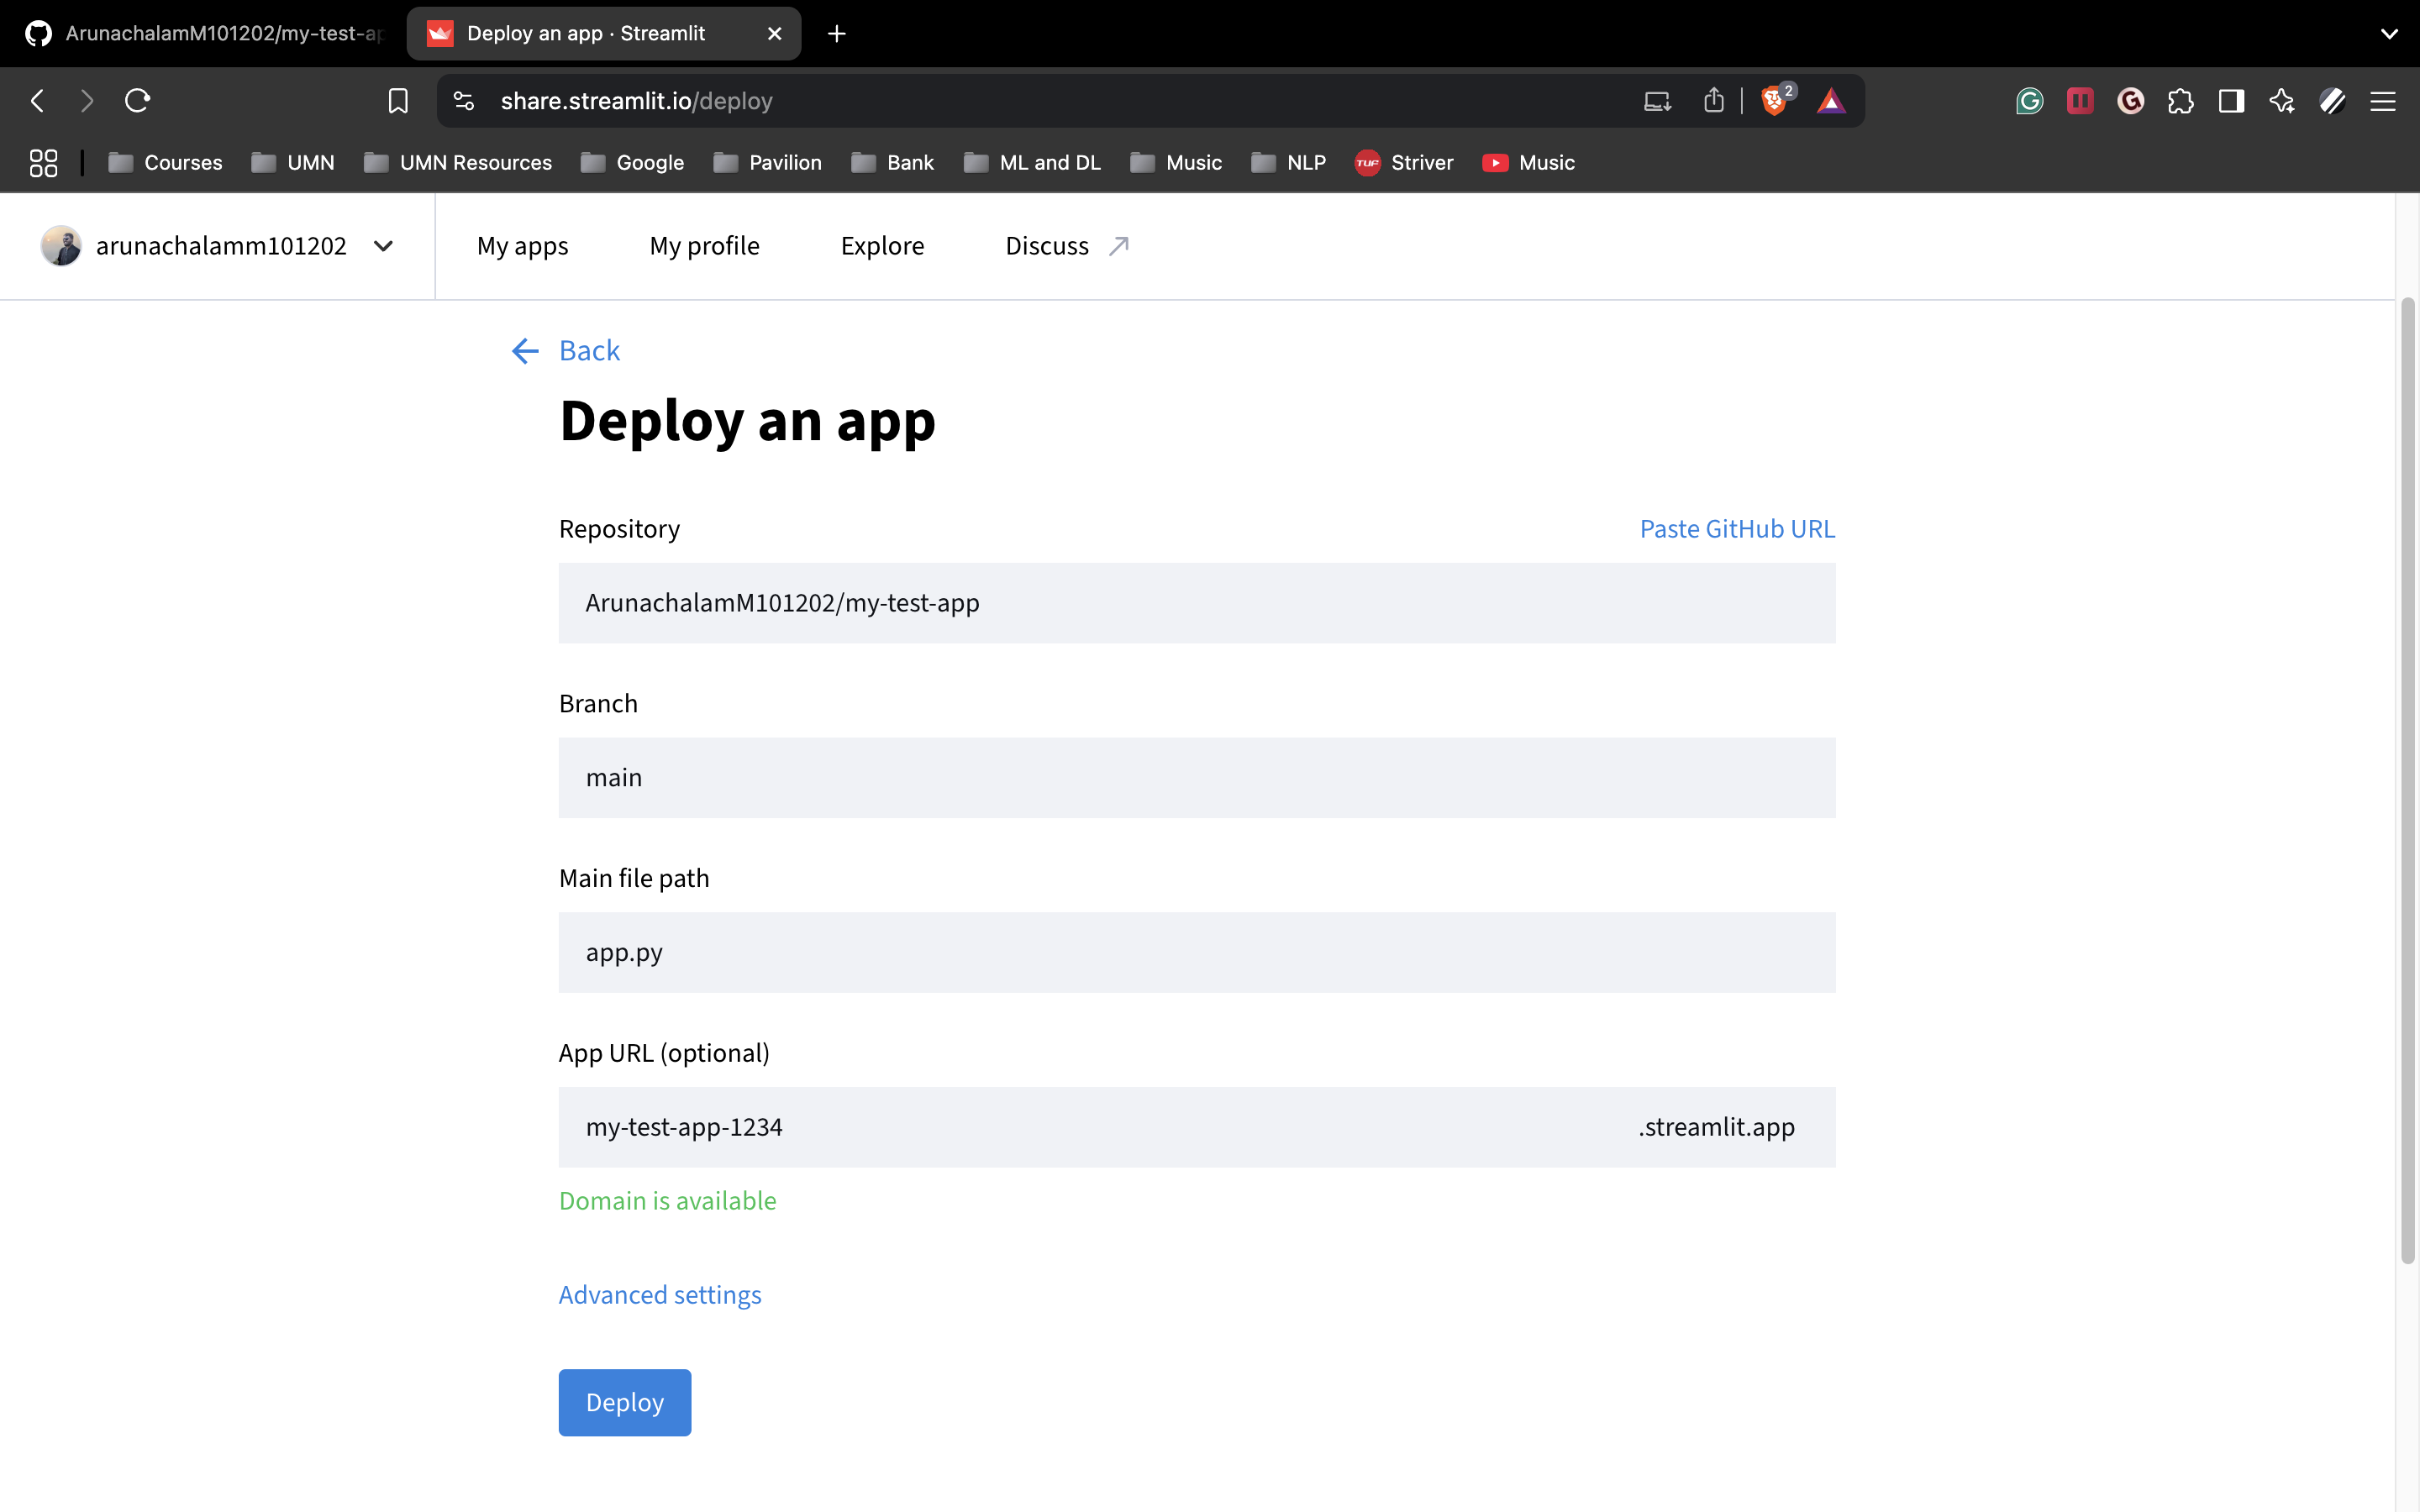 ArunachalamM101202/my-test-ap
Deploy an app · Streamlit
share.streamlit.io/deploy
2
Courses
UMN
UMN Resources
Google
Pavilion
Bank
ML and DL
Music
NLP
TUF
Striver
Music
arunachalamm101202
My apps
My profile
Explore
Discuss
Back
Deploy an app
Repository
Paste GitHub URL
ArunachalamM101202/my-test-app
Branch
main
Main file path
app.py
App URL (optional)
my-test-app-1234
.streamlit.app
Domain is available
Advanced settings
Deploy